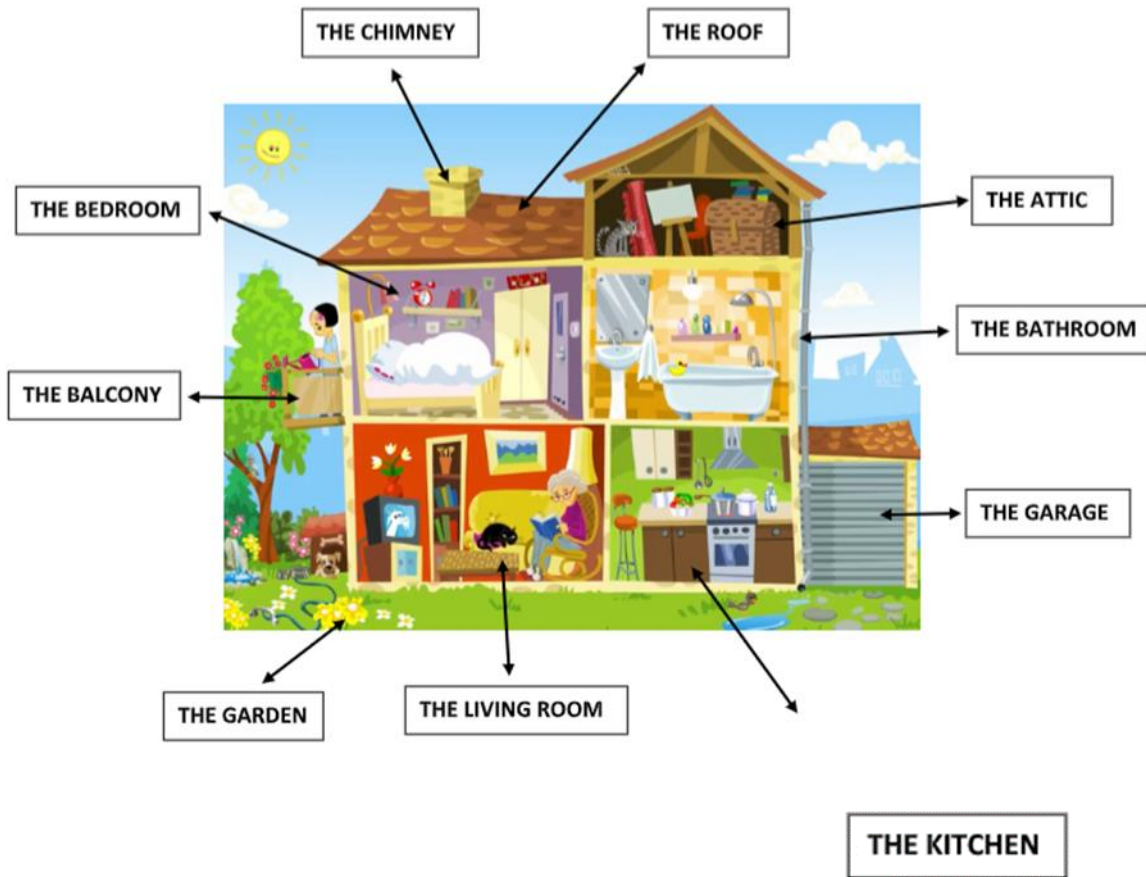 THE CHIMNEY
THE ROOF
THE BEDROOM
THE ATTIC
THE BATHROOM
THE BALCONY
THE GARAGE
THE GARDEN
THE LIVING ROOM
THE KITCHEN